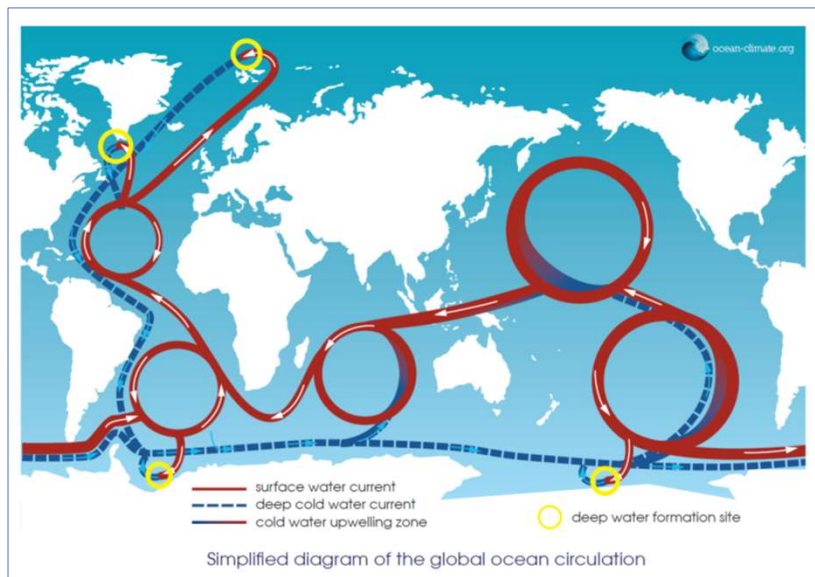 ocean-climate.org
surface water current
deep cold water current
cold water upwelling zone
deep water formation site
Simplified diagram of the global ocean circulation